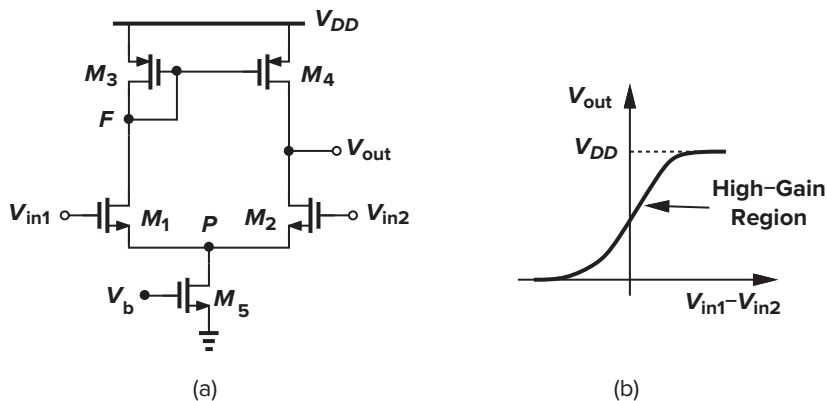 V_DD
M_3
M_4
F
V_out
V_in1
M_1
P
M_2
V_in2
V_b
M_5
(a)
V_out
V_DD
High–Gain
Region
V_in1–V_in2
(b)